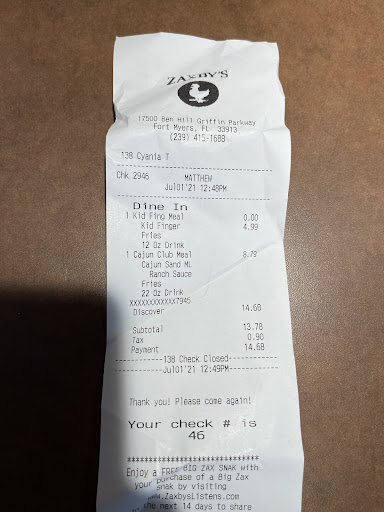 ZAXBY'S
17500 Ben Hill Griffin Parkway
Fort Myers, FL 33913
(239) 415-1688
138 Cyania T
Chk 2946 MATTHEW
Jul01'21 12:48PM
Dine In
1 Kid Fing Meal 0.00
Kid Finger 4.99
Fries
12 Oz Drink
1 Cajun Club Meal 8.79
Cajun Sand ML
Ranch Sauce
Fries
22 Oz Drink
XXXXXXXXXXXX7945
Discover 14.68
Subtotal 13.78
Tax 0.90
Payment 14.68
------------138 Check Closed------------
------------Jul01'21 12:49PM------------
Thank you! Please come again!
Your check # is
46
******************************
Enjoy a FREE BIG ZAX SNAK with
your purchase of a Big Zax
Snak by visiting
www.ZaxbysListens.com
in the next 14 days to share